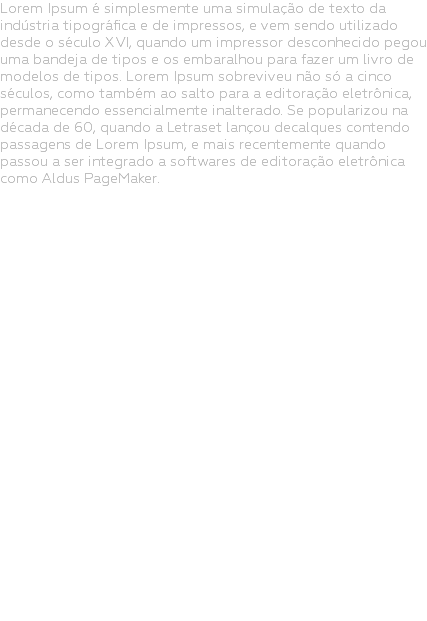 Lorem Ipsum é simplesmente uma simulação de texto da
indústria tipográfica e de impressos, e vem sendo utilizado
desde o século XVI, quando um impressor desconhecido pegou
uma bandeja de tipos e os embaralhou para fazer um livro de
modelos de tipos. Lorem Ipsum sobreviveu não só a cinco
séculos, como também ao salto para a editoração eletrônica,
permanecendo essencialmente inalterado. Se popularizou na
década de 60, quando a Letraset lançou decalques contendo
passagens de Lorem Ipsum, e mais recentemente quando
passou a ser integrado a softwares de editoração eletrônica
como Aldus PageMaker.